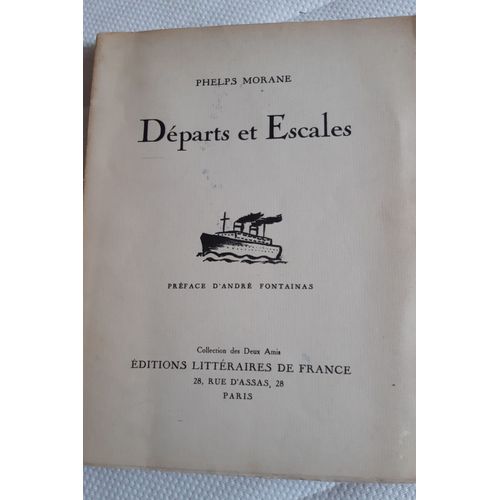 PHELPS MORANE
Départs et Escales
PRÉFACE D'ANDRÉ FONTAINAS
Collection des Deux Amis
ÉDITIONS LITTÉRAIRES DE FRANCE
28, RUE D'ASSAS, 28
PARIS